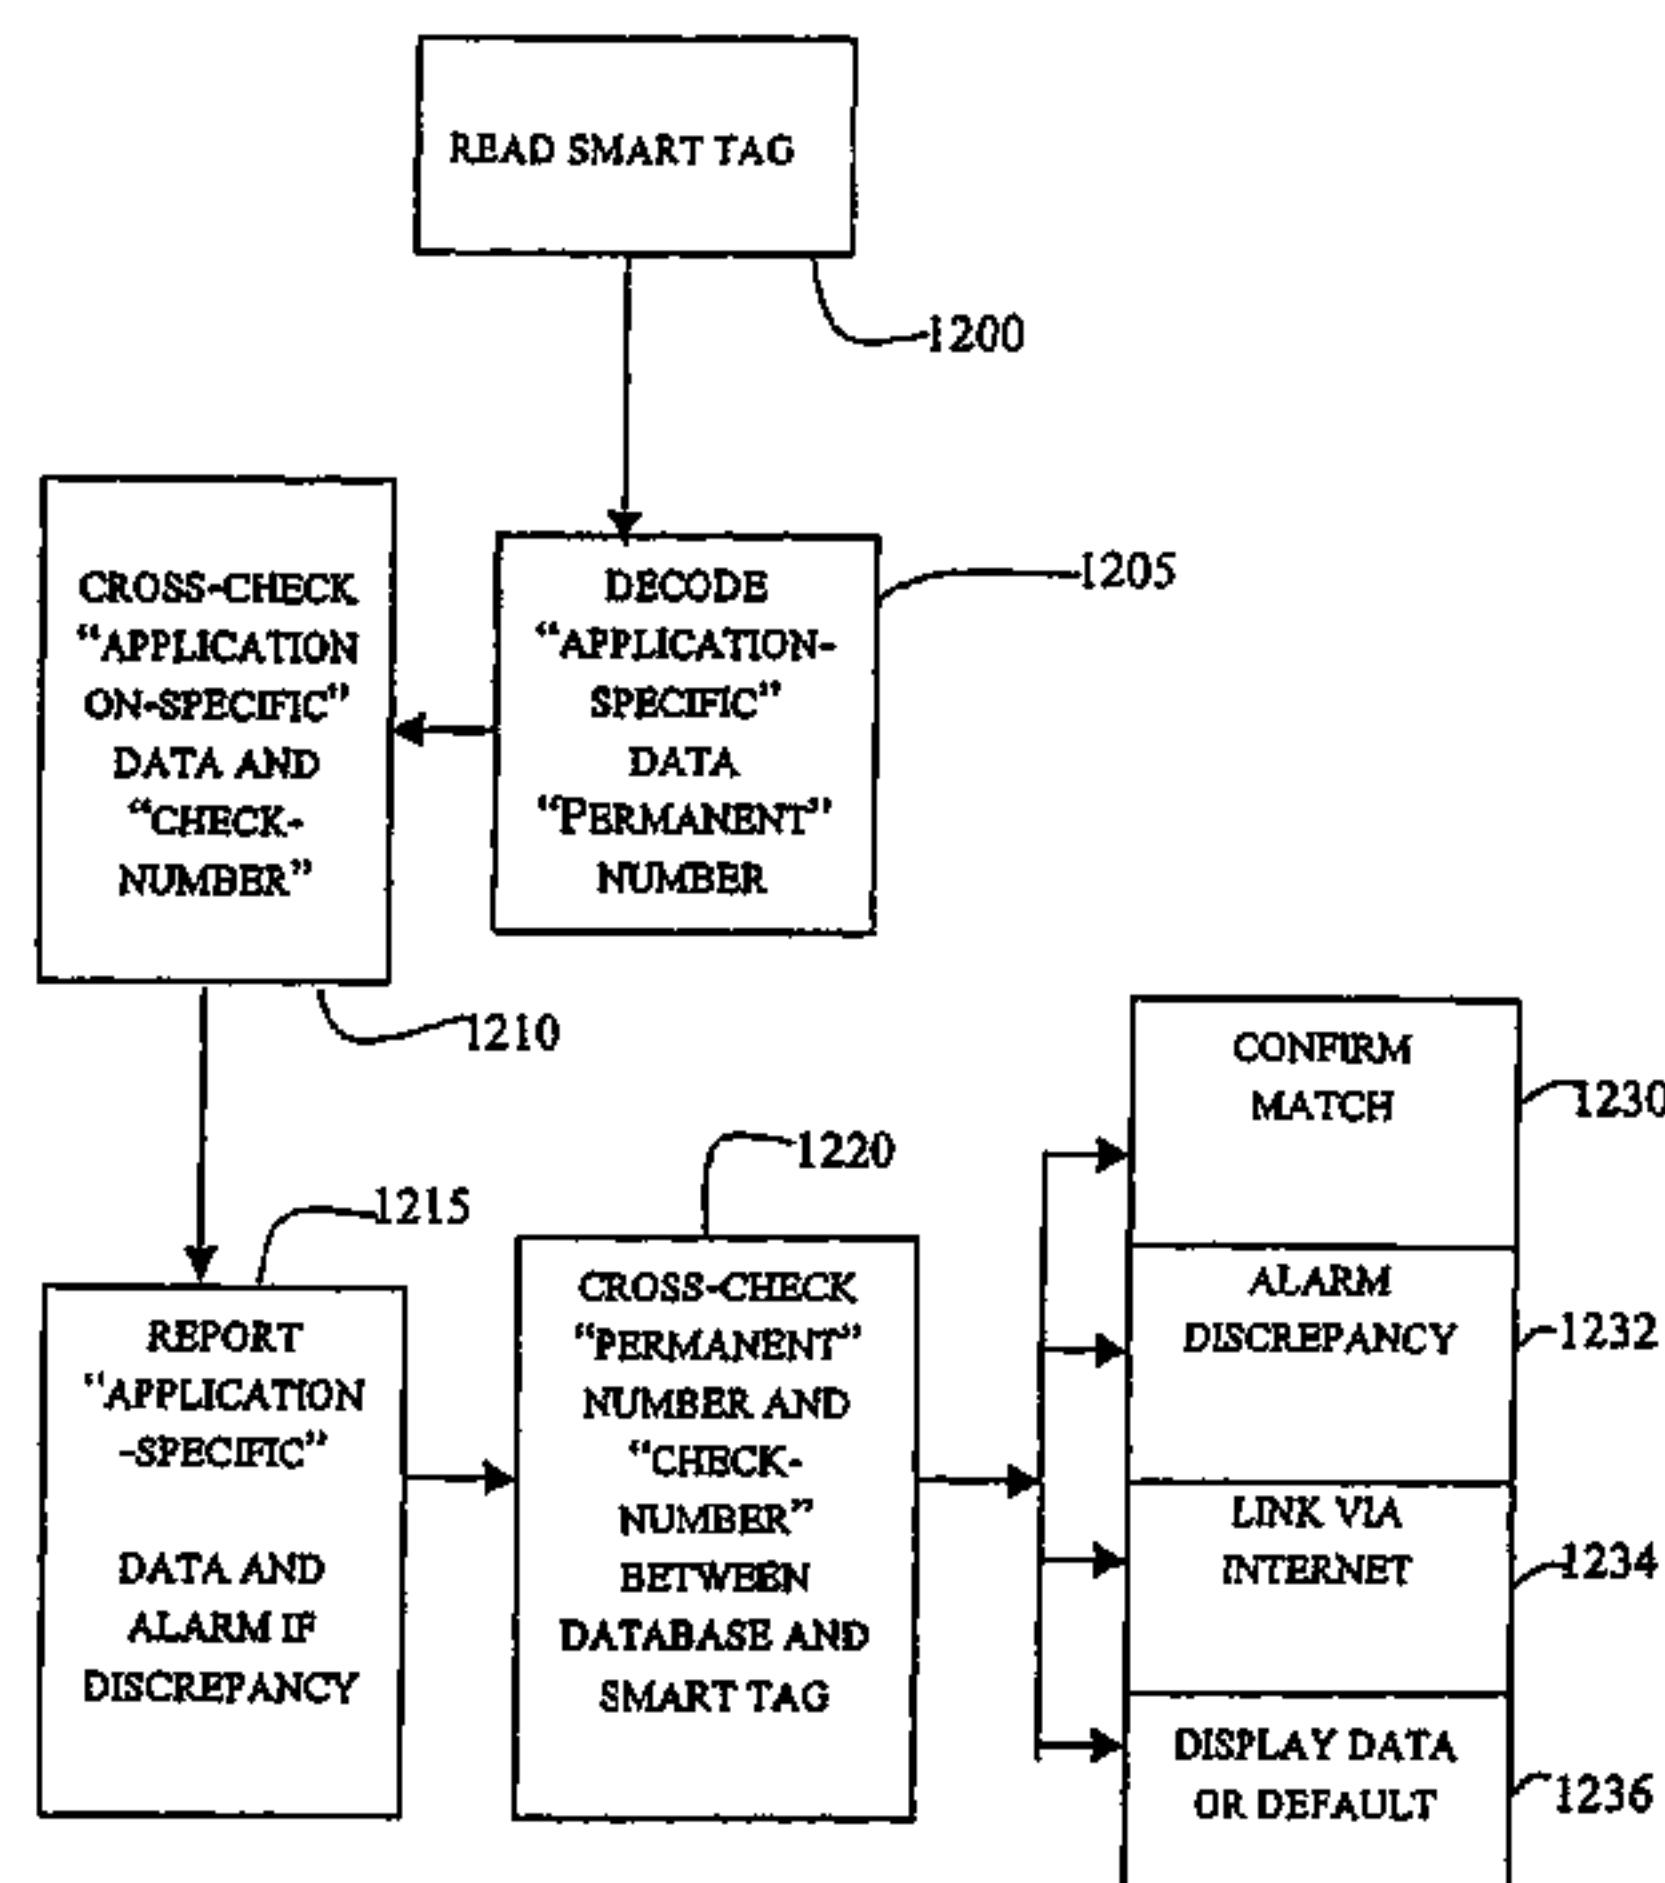 READ SMART TAG
1200
DECODE
“APPLICATION-
SPECIFIC”
DATA
“PERMANENT”
NUMBER
1205
CROSS-CHECK
“APPLICATION
ON-SPECIFIC”
DATA AND
“CHECK-
NUMBER”
1210
REPORT
“APPLICATION
-SPECIFIC”
DATA AND
ALARM IF
DISCREPANCY
1215
CROSS-CHECK
“PERMANENT”
NUMBER AND
“CHECK-
NUMBER”
BETWEEN
DATABASE AND
SMART TAG
1220
CONFIRM
MATCH
1230
ALARM
DISCREPANCY
1232
LINK VIA
INTERNET
1234
DISPLAY DATA
OR DEFAULT
1236